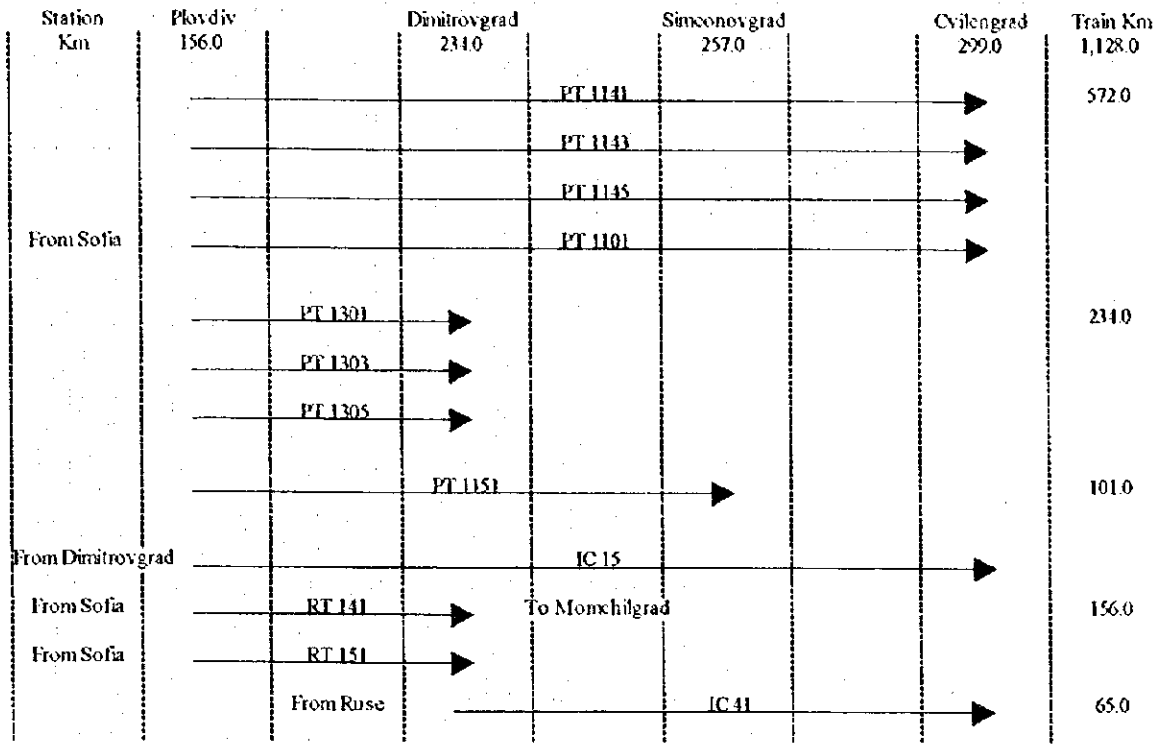 Station Plovdiv Dimitrovgrad Simeonovgrad Cvilengrad Train Km
Km 156.0 234.0 257.0 299.0 1,128.0
PT 1141 572.0
PT 1143
PT 1145
From Sofia PT 1101
PT 1301 234.0
PT 1303
PT 1305
PT 1151 101.0
From Dimitrovgrad IC 15
From Sofia RT 141 To Momchilgrad 156.0
From Sofia RT 151
From Ruse IC 41 65.0